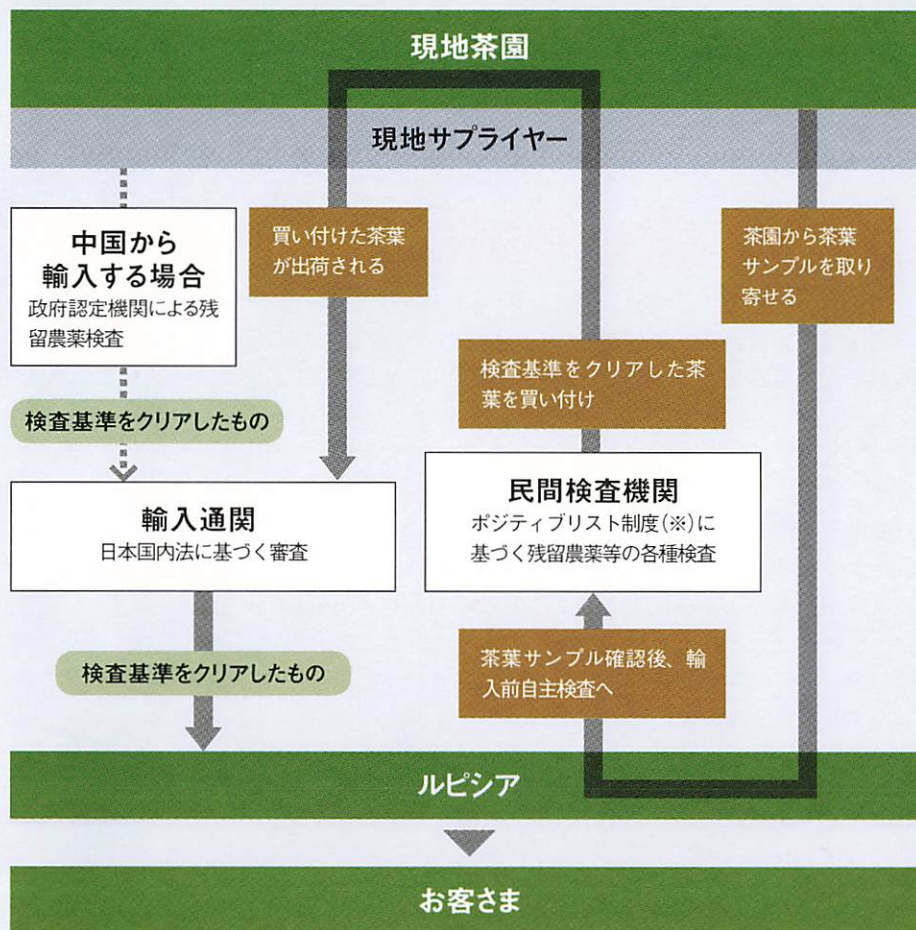 現地茶園
現地サプライヤー
中国から
輸入する場合
政府認定機関による残
留農薬検査
買い付けた茶葉
が出荷される
茶園から茶葉
サンプルを取り
寄せる
検査基準をクリアした茶
葉を買い付け
検査基準をクリアしたもの
輸入通関
日本国内法に基づく審査
民間検査機関
ポジティブリスト制度(※)に
基づく残留農薬等の各種検査
検査基準をクリアしたもの
茶葉サンプル確認後、輸
入前自主検査へ
ルピシア
お客さま